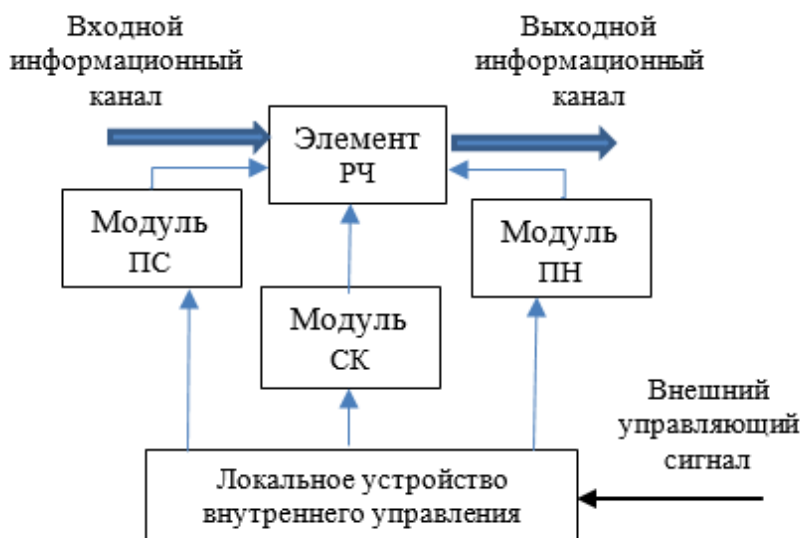 Входной
информационный
канал
Выходной
информационный
канал
Элемент
РЧ
Модуль
ПС
Модуль
СК
Модуль
ПН
Внешний
управляющий
сигнал
Локальное устройство
внутреннего управления